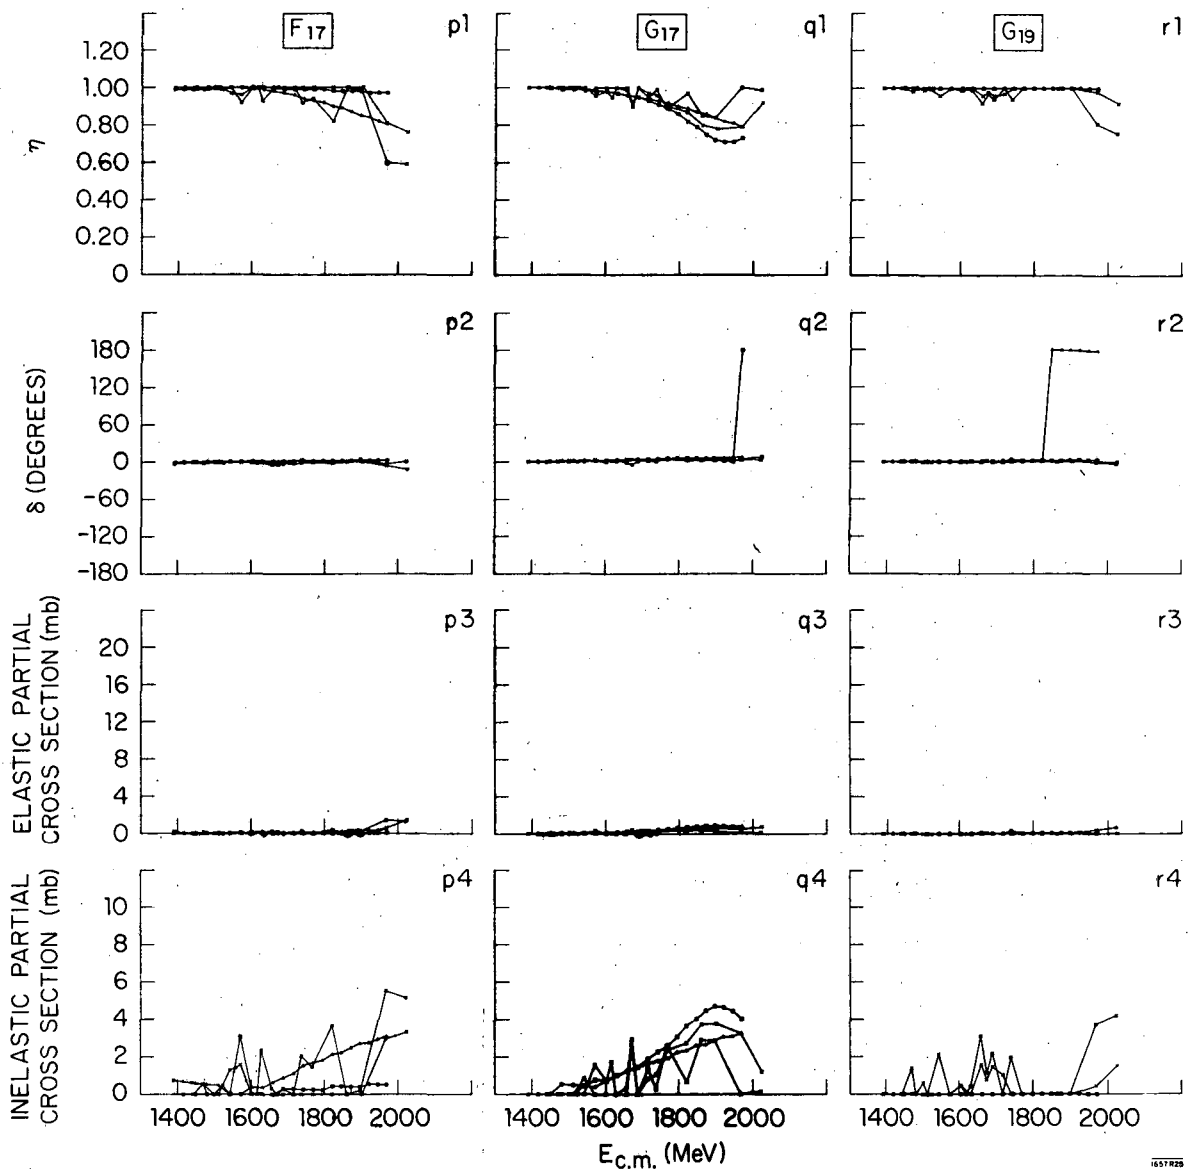 F17 p1
G17 q1
G19 r1
η
1.20
1.00
0.80
0.60
0.40
0.20
0
p2 q2 r2
δ (DEGREES)
180
120
60
0
-60
-120
-180
p3 q3 r3
ELASTIC PARTIAL
CROSS SECTION (mb)
20
16
12
8
4
0
p4 q4 r4
INELASTIC PARTIAL
CROSS SECTION (mb)
10
8
6
4
2
0
1400 1600 1800 2000 1400 1600 1800 2000 1400 1600 1800 2000
Ec.m. (MeV)
1657R25